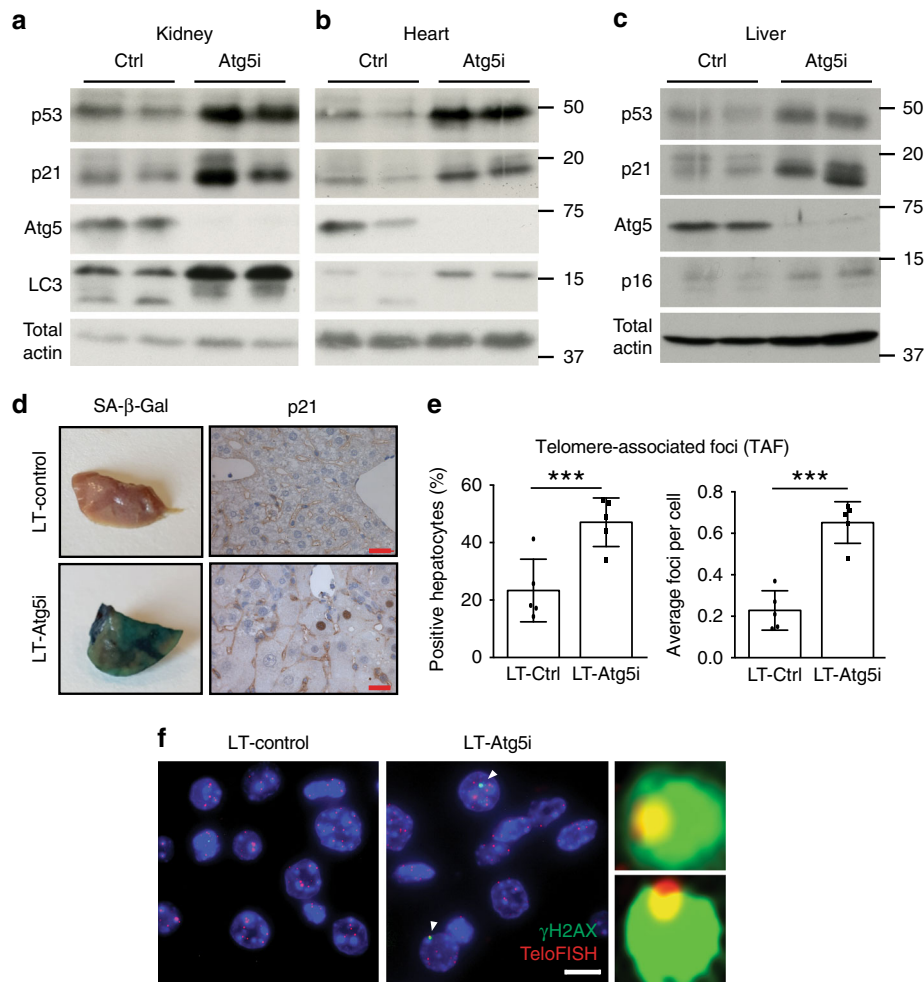 a
Kidney
Ctrl
Atg5i
p53
p21
Atg5
LC3
Total
actin
b
Heart
Ctrl
Atg5i
50
20
75
15
37
c
Liver
Ctrl
Atg5i
p53
p21
Atg5
p16
Total
actin
50
20
75
15
37
d
SA-β-Gal
p21
LT-control
LT-Atg5i
e
Telomere-associated foci (TAF)
Positive hepatocytes (%)
60
40
20
0
***
LT-Ctrl
LT-Atg5i
Average foci per cell
0.8
0.6
0.4
0.2
0.0
***
LT-Ctrl
LT-Atg5i
f
LT-control
LT-Atg5i
γH2AX
TeloFISH